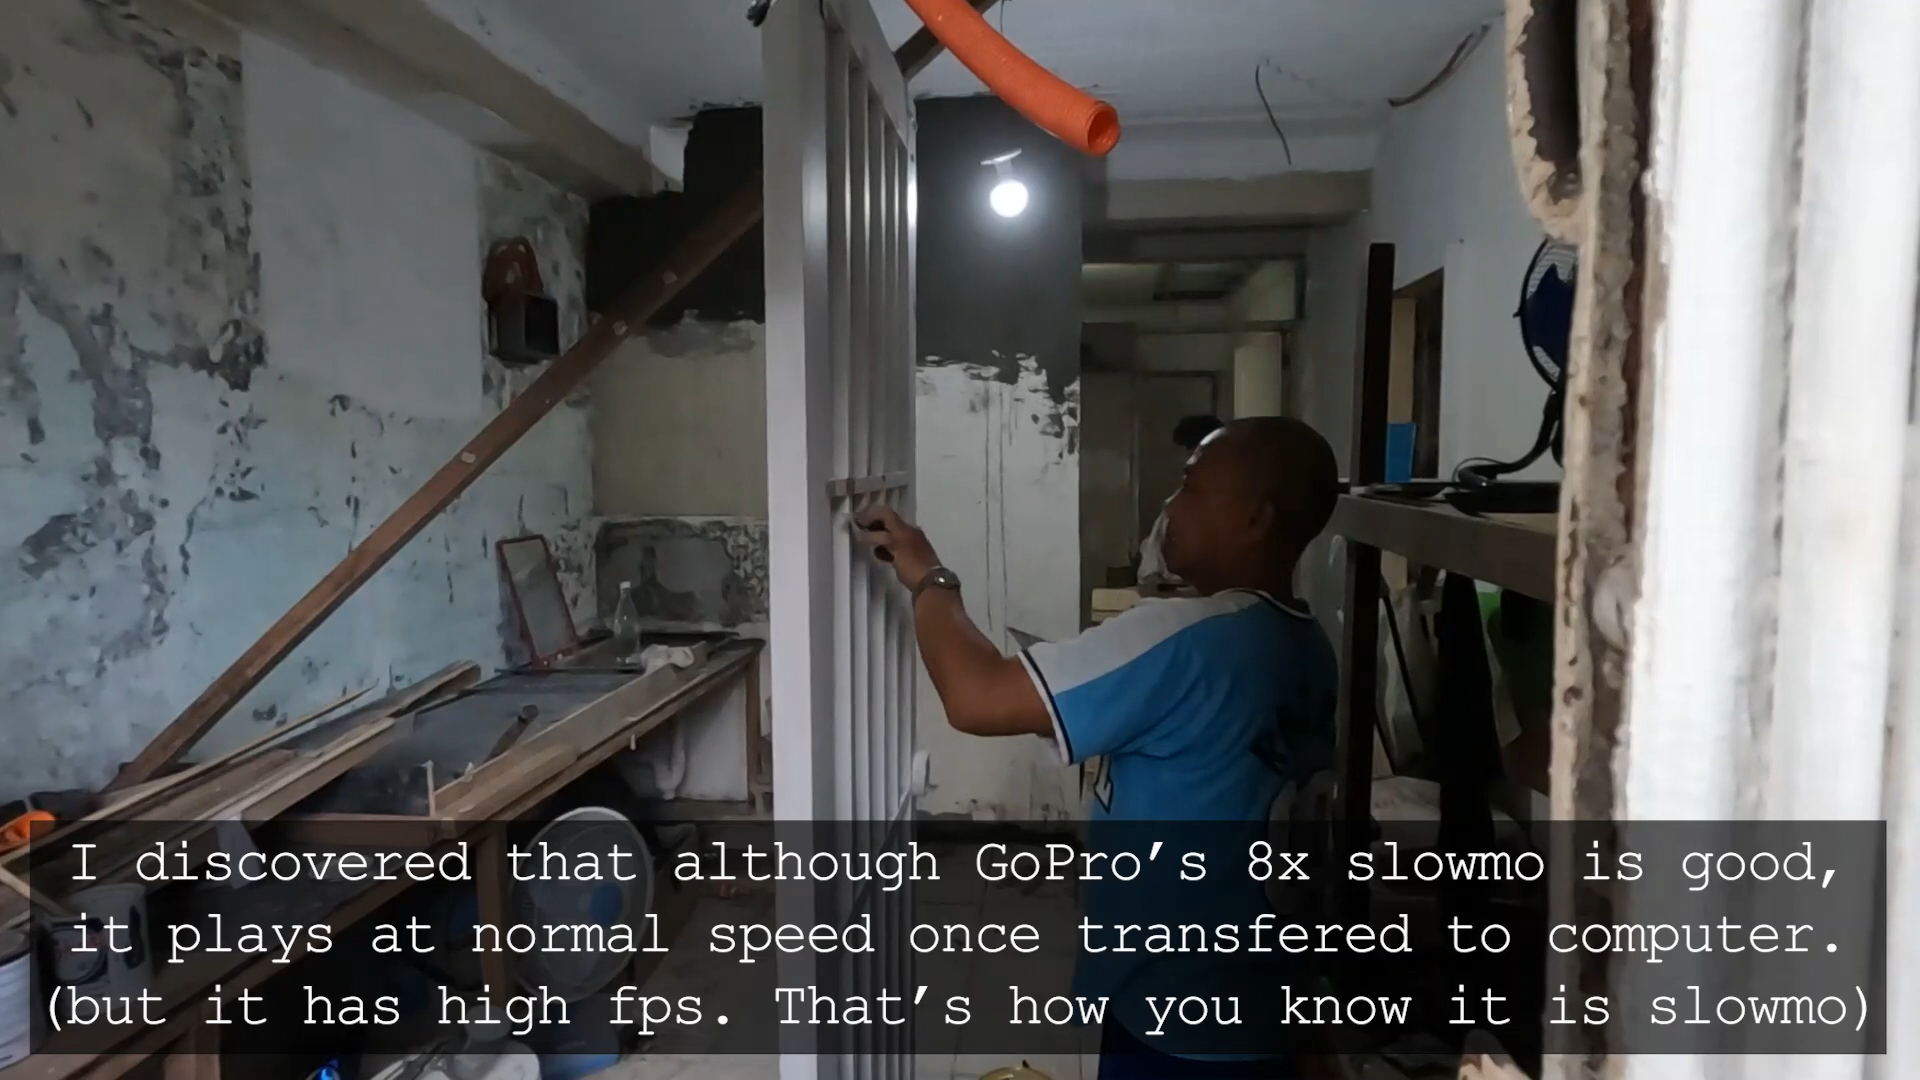 I discovered that although GoPro’s 8x slowmo is good,
it plays at normal speed once transfered to computer.
(but it has high fps. That’s how you know it is slowmo)